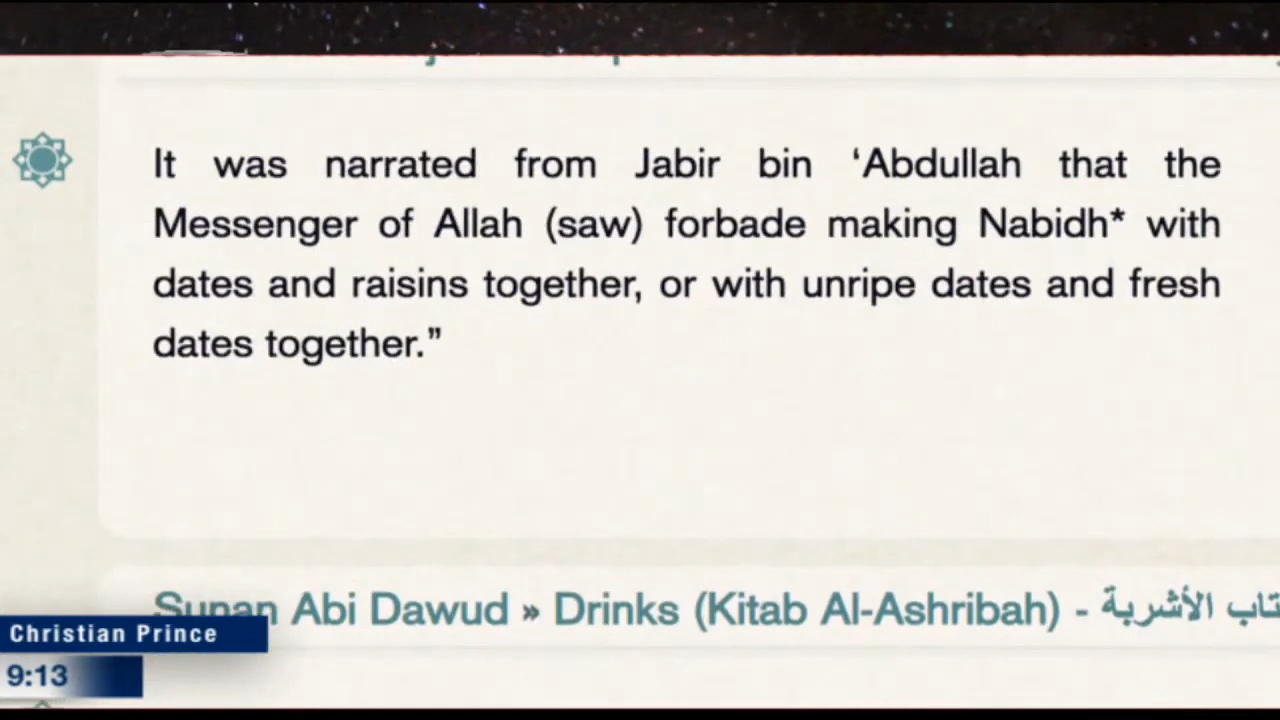 It was narrated from Jabir bin ‘Abdullah that the
Messenger of Allah (saw) forbade making Nabidh* with
dates and raisins together, or with unripe dates and fresh
dates together.”
Sunan Abi Dawud » Drinks (Kitab Al-Ashribah) - تاب الأشربة
Christian Prince
9:13